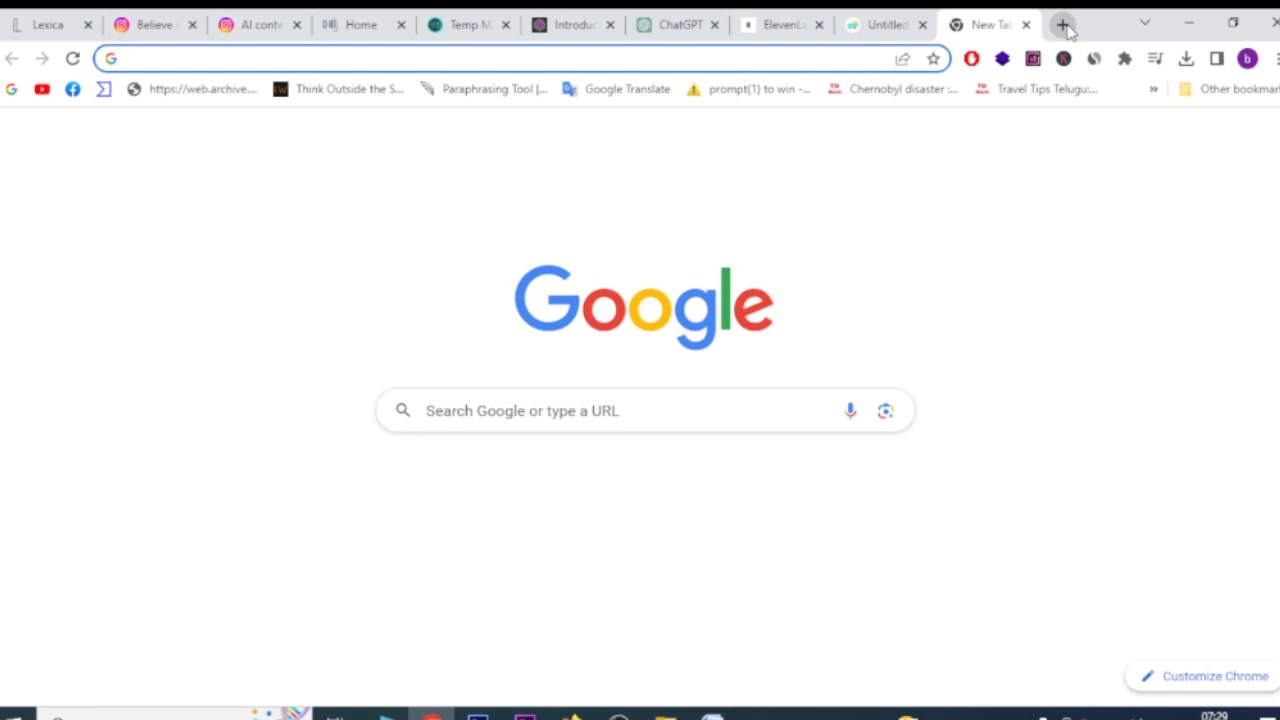 Lexica Believe AI conte Home Temp M Introduc ChatGPT ElevenLa Untitled New Tab
https://web.archive.... Think Outside the S... Paraphrasing Tool |... Google Translate prompt(1) to win -... Chernobyl disaster :... Travel Tips Telugu:... » Other bookmar
Google
Search Google or type a URL
Customize Chrome
07:29